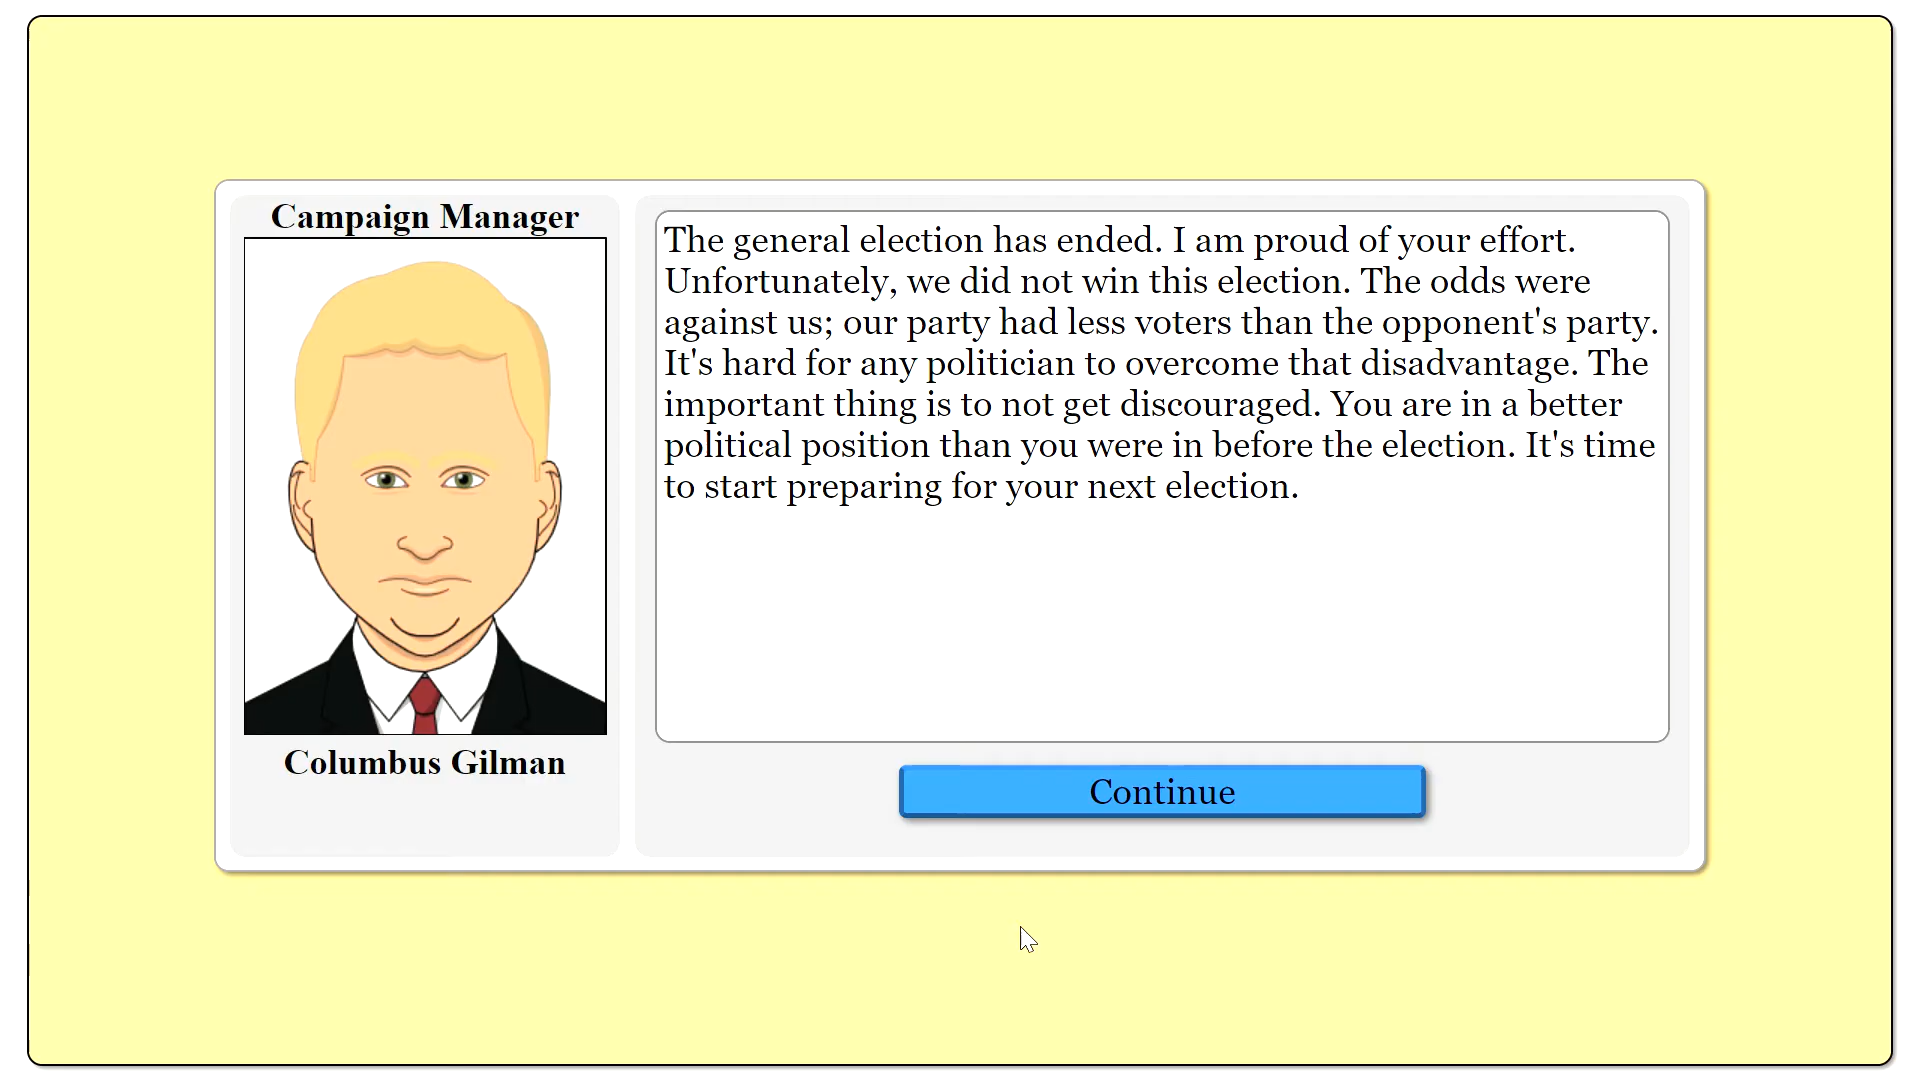 Campaign Manager
Columbus Gilman
The general election has ended. I am proud of your effort.
Unfortunately, we did not win this election. The odds were
against us; our party had less voters than the opponent's party.
It's hard for any politician to overcome that disadvantage. The
important thing is to not get discouraged. You are in a better
political position than you were in before the election. It's time
to start preparing for your next election.
Continue